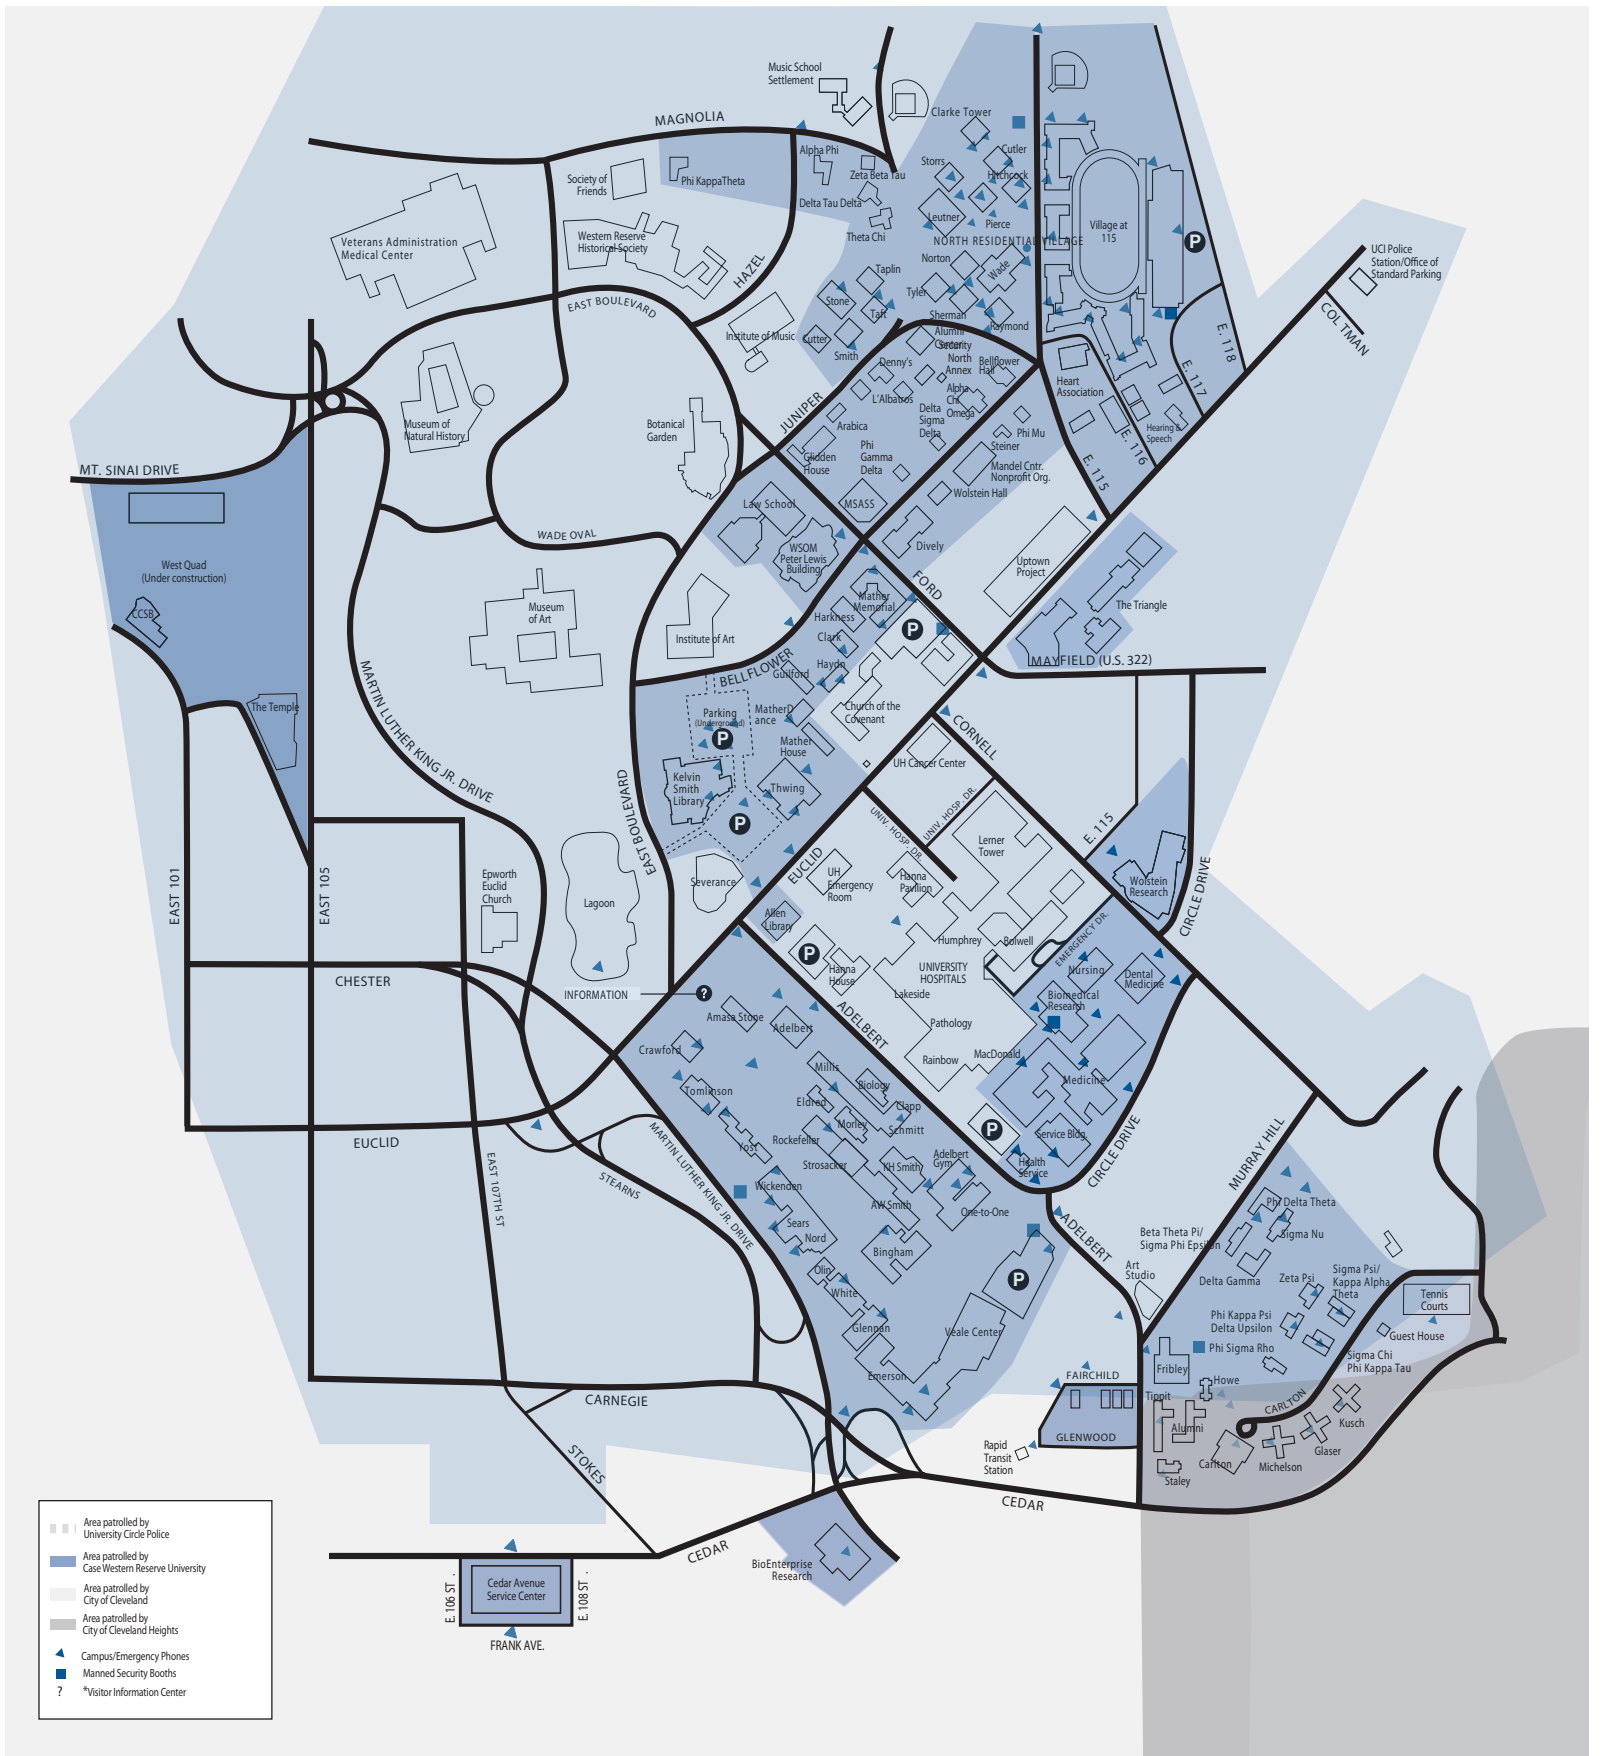 Music School
Settlement
MAGNOLIA
Clarke Tower
Alpha Phi
Society of
Friends
Phi KappaTheta
Zeta Beta Tau
Storrs
Cutler
Hitchcock
Delta Tau Delta
Leutner
Pierce
Village at
115
P
Veterans Administration
Medical Center
Western Reserve
Historical Society
Theta Chi
NORTH RESIDENTIAL VILLAGE
UCI Police
Station/Office of
Standard Parking
HAZEL
Norton
Wade
Taplin
Tyler
Stone
Taft
Sherman
Raymond
EAST BOULEVARD
Institute of Music
Cutter
Smith
Alumni
Center
Security
North
Annex
Bellflower
Hall
COLTMAN
E. 118
E. 117
Denny's
L'Albatros
Alpha
Chi
Omega
Heart
Association
Museum of
Natural History
Botanical
Garden
JUNIPER
Arabica
Delta
Sigma
Delta
Phi Mu
Steiner
Hearing &
Speech
E. 116
Glidden
House
Phi
Gamma
Delta
Mandel Cntr.
Nonprofit Org.
E. 115
MT. SINAI DRIVE
Law School
MSASS
Wolstein Hall
WADE OVAL
WSOM
Peter Lewis
Building
Dively
West Quad
(Under construction)
Uptown
Project
FORD
CCSB
Museum
of Art
Mather
Memorial
Harkness
The Triangle
Institute of Art
Clark
P
MAYFIELD (U.S. 322)
BELLFLOWER
Haydn
Guilford
The Temple
MARTIN LUTHER KING JR. DRIVE
Parking
(Underground)
P
MatherD
ance
Church of the
Covenant
CORNELL
Mather
House
UH Cancer Center
Kelvin
Smith
Library
Thwing
EAST BOULEVARD
P
UNIV. HOSP. DR.
UNIV. HOSP. DR.
E. 115
Lerner
Tower
EUCLID
UH
Emergency
Room
Hanna
Pavilion
Wolstein
Research
CIRCLE DRIVE
EAST 101
EAST 105
Epworth
Euclid
Church
Lagoon
Severance
Allen
Library
P
Humphrey
Bolwell
EMERGENCY DR.
Hanna
House
UNIVERSITY
HOSPITALS
Nursing
Dental
Medicine
CHESTER
INFORMATION
?
Lakeside
Biomedical
Research
Amasa Stone
Adelbert
ADELBERT
Pathology
Crawford
Rainbow
MacDonald
Millis
Medicine
Tomlinson
Biology
Eldred
Clapp
EUCLID
Morley
Schmitt
P
Service Bldg.
Rockefeller
Yost
MARTIN LUTHER KING JR. DRIVE
Strosacker
KH Smith
Adelbert
Gym
Health
Service
CIRCLE DRIVE
MURRAY HILL
EAST 107TH ST
STEARNS
Wickenden
AW Smith
One-to-One
Phi Delta Theta
ADELBERT
Sears
Nord
Bingham
Beta Theta Pi/
Sigma Phi Epsilon
Sigma Nu
Olin
White
P
Art
Studio
Delta Gamma
Zeta Psi
Sigma Psi/
Kappa Alpha
Theta
Tennis
Courts
Glennan
Veale Center
Phi Kappa Psi
Delta Upsilon
Guest House
Phi Sigma Rho
Sigma Chi
Phi Kappa Tau
Emerson
FAIRCHILD
Fribley
Howe
CARNEGIE
Tippit
CARLTON
Kusch
Alumni
GLENWOOD
Glaser
STOKES
Rapid
Transit
Station
Carlton
Michelson
Staley
CEDAR
Area patrolled by
University Circle Police
Area patrolled by
Case Western Reserve University
Area patrolled by
City of Cleveland
Area patrolled by
City of Cleveland Heights
Campus/Emergency Phones
Manned Security Booths
? *Visitor Information Center
CEDAR
BioEnterprise
Research
E. 106 ST .
Cedar Avenue
Service Center
E. 108 ST .
FRANK AVE.